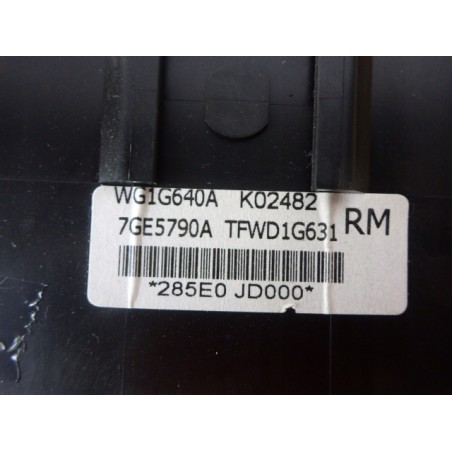 WG1G640A K02482
7GE5790A TFWD1G631 RM
*285E0 JD000*